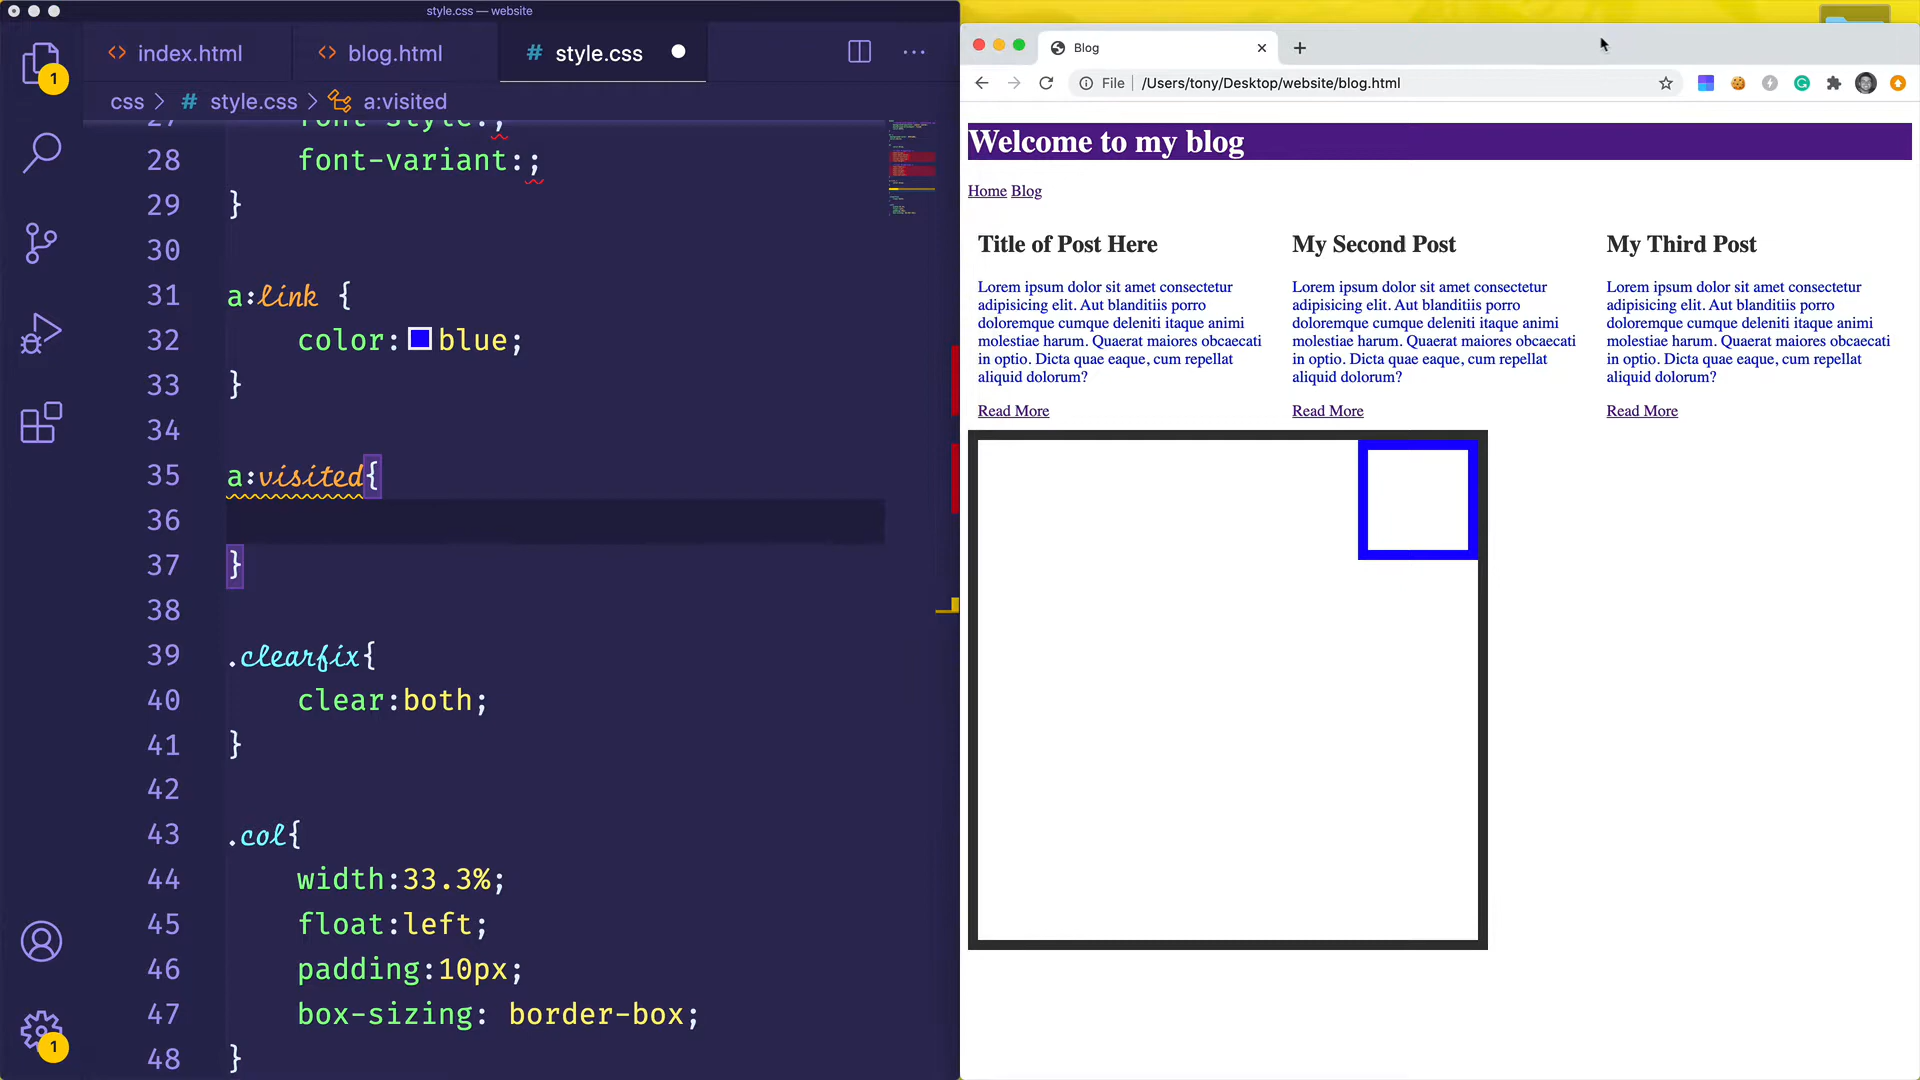 style.css — website
index.html
blog.html
# style.css
css > # style.css > a:visited
27 font-style:;
28 font-variant:;
29 }
30
31 a:link {
32 color: blue;
33 }
34
35 a:visited{
36
37 }
38
39 .clearfix{
40 clear:both;
41 }
42
43 .col{
44 width:33.3%;
45 float:left;
46 padding:10px;
47 box-sizing: border-box;
48 }
1
1
Blog
File /Users/tony/Desktop/website/blog.html
Welcome to my blog
Home Blog
Title of Post Here
Lorem ipsum dolor sit amet consectetur
adipisicing elit. Aut blanditiis porro
doloremque cumque deleniti itaque animi
molestiae harum. Quaerat maiores obcaecati
in optio. Dicta quae eaque, cum repellat
aliquid dolorum?
Read More
My Second Post
Lorem ipsum dolor sit amet consectetur
adipisicing elit. Aut blanditiis porro
doloremque cumque deleniti itaque animi
molestiae harum. Quaerat maiores obcaecati
in optio. Dicta quae eaque, cum repellat
aliquid dolorum?
Read More
My Third Post
Lorem ipsum dolor sit amet consectetur
adipisicing elit. Aut blanditiis porro
doloremque cumque deleniti itaque animi
molestiae harum. Quaerat maiores obcaecati
in optio. Dicta quae eaque, cum repellat
aliquid dolorum?
Read More